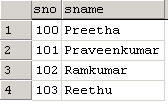 sno sname
1 100 Preetha
2 101 Praveenkumar
3 102 Ramkumar
4 103 Reethu